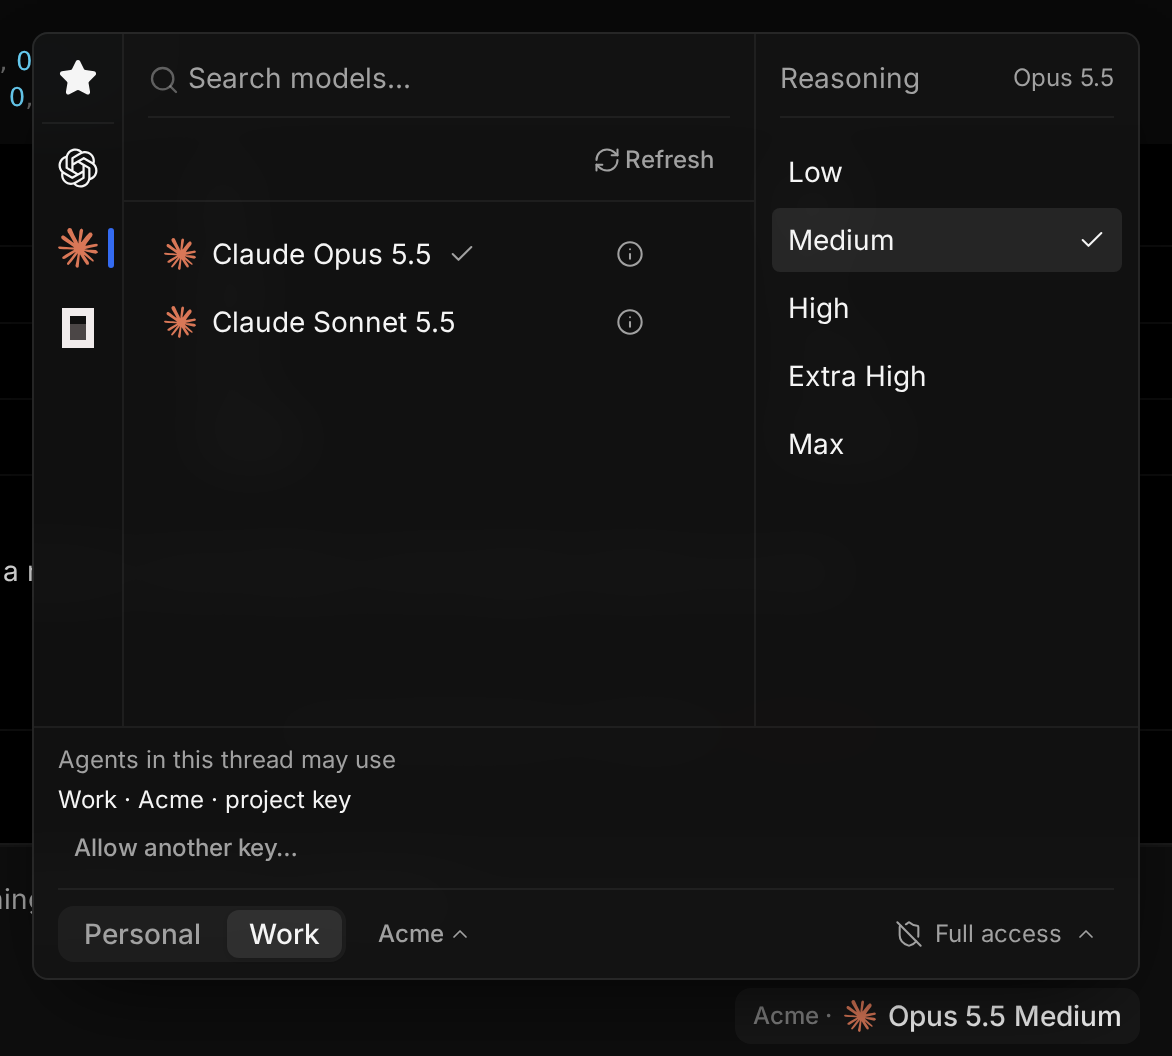 , 0
0,
Search models...
Reasoning
Opus 5.5
Refresh
Claude Opus 5.5
Claude Sonnet 5.5
Low
Medium
High
Extra High
Max
a
Agents in this thread may use
Work · Acme · project key
Allow another key...
Personal
Work
Acme
Full access
Acme · Opus 5.5 Medium